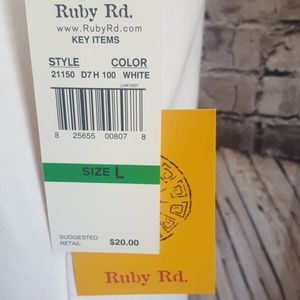 Ruby Rd.
www.RubyRd.com
KEY ITEMS
STYLE COLOR
21150 D7H 100 WHITE
LHK1007
8 25655 00807 8
SIZE L
SUGGESTED
RETAIL $20.00
Ruby Rd.